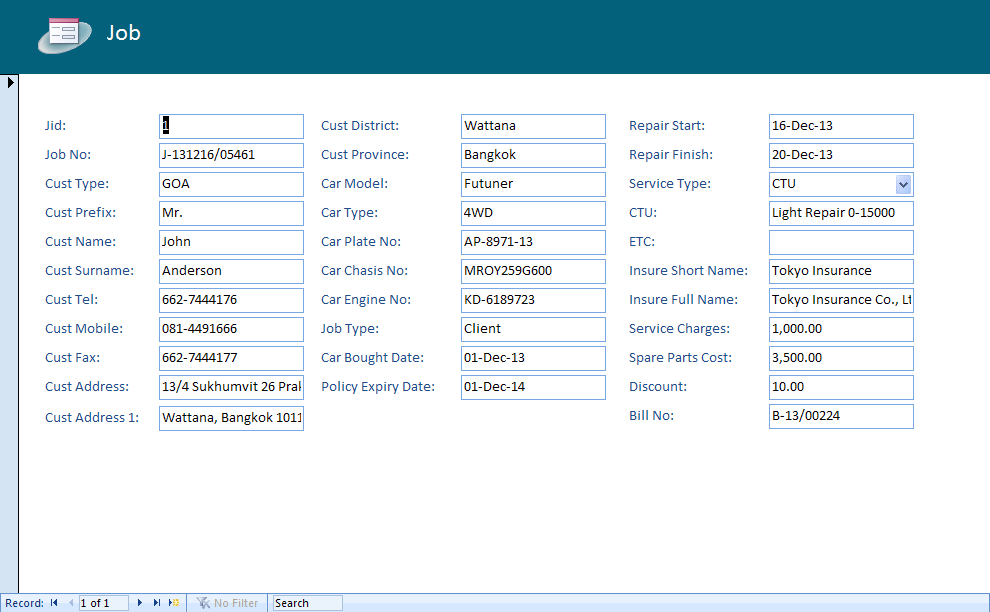 Job
Jid: 1
Job No: J-131216/05461
Cust Type: GOA
Cust Prefix: Mr.
Cust Name: John
Cust Surname: Anderson
Cust Tel: 662-7444176
Cust Mobile: 081-4491666
Cust Fax: 662-7444177
Cust Address: 13/4 Sukhumvit 26 Pral
Cust Address 1: Wattana, Bangkok 1011
Cust District: Wattana
Cust Province: Bangkok
Car Model: Futuner
Car Type: 4WD
Car Plate No: AP-8971-13
Car Chasis No: MROY259G600
Car Engine No: KD-6189723
Job Type: Client
Car Bought Date: 01-Dec-13
Policy Expiry Date: 01-Dec-14
Repair Start: 16-Dec-13
Repair Finish: 20-Dec-13
Service Type: CTU
CTU: Light Repair 0-15000
ETC:
Insure Short Name: Tokyo Insurance
Insure Full Name: Tokyo Insurance Co., Lt
Service Charges: 1,000.00
Spare Parts Cost: 3,500.00
Discount: 10.00
Bill No: B-13/00224
Record: 1 of 1 No Filter Search